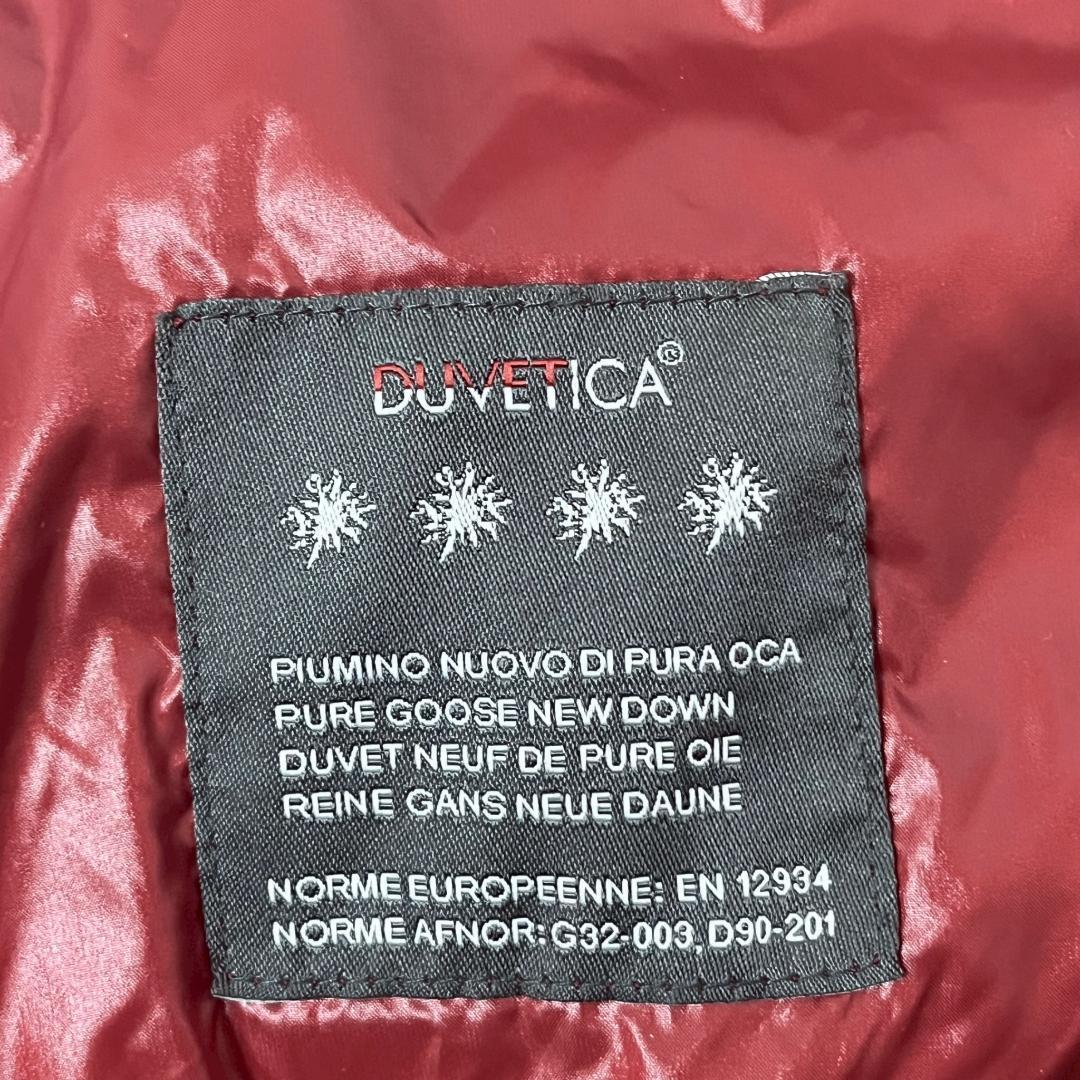 DUVETICA®
PIUMINO NUOVO DI PURA OCA
PURE GOOSE NEW DOWN
DUVET NEUF DE PURE OIE
REINE GANS NEUE DAUNE
NORME EUROPEENNE: EN 12934
NORME AFNOR: G32-003, D90-201